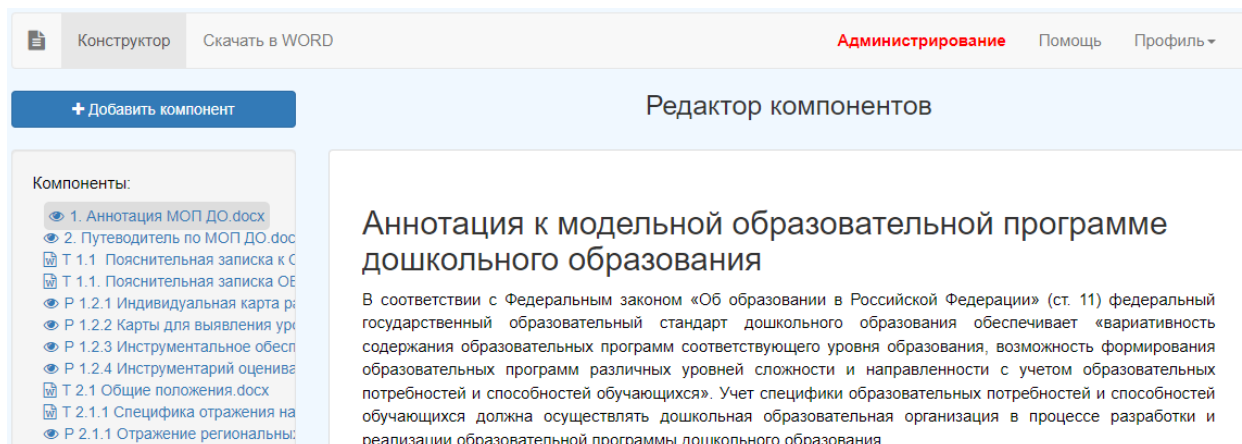 Конструктор Скачать в WORD Администрирование Помощь Профиль
Добавить компонент
Редактор компонентов
Компоненты:
1. Аннотация МОП ДО.docx
2. Путеводитель по МОП ДО.doc
Т 1.1 Пояснительная записка к
Т 1.1. Пояснительная записка
Р 1.2.1 Индивидуальная карта
Р 1.2.2 Карты для выявления
Р 1.2.3 Инструментальное
Р 1.2.4 Инструментарий
Т 2.1 Общие положения.docx
Т 2.1.1 Специфика отражения
Р 2.1.1 Отражение
Аннотация к модельной образовательной программе
дошкольного образования
В соответствии с Федеральным законом «Об образовании в Российской Федерации» (ст. 11) федеральный
государственный образовательный стандарт дошкольного образования обеспечивает «вариативность
содержания образовательных программ соответствующего уровня образования, возможность формирования
образовательных программ различных уровней сложности и направленности с учетом образовательных
потребностей и способностей обучающихся». Учет специфики образовательных потребностей и способностей
обучающихся должна осуществлять дошкольная образовательная организация в процессе разработки и
реализации образовательной программы дошкольного образования